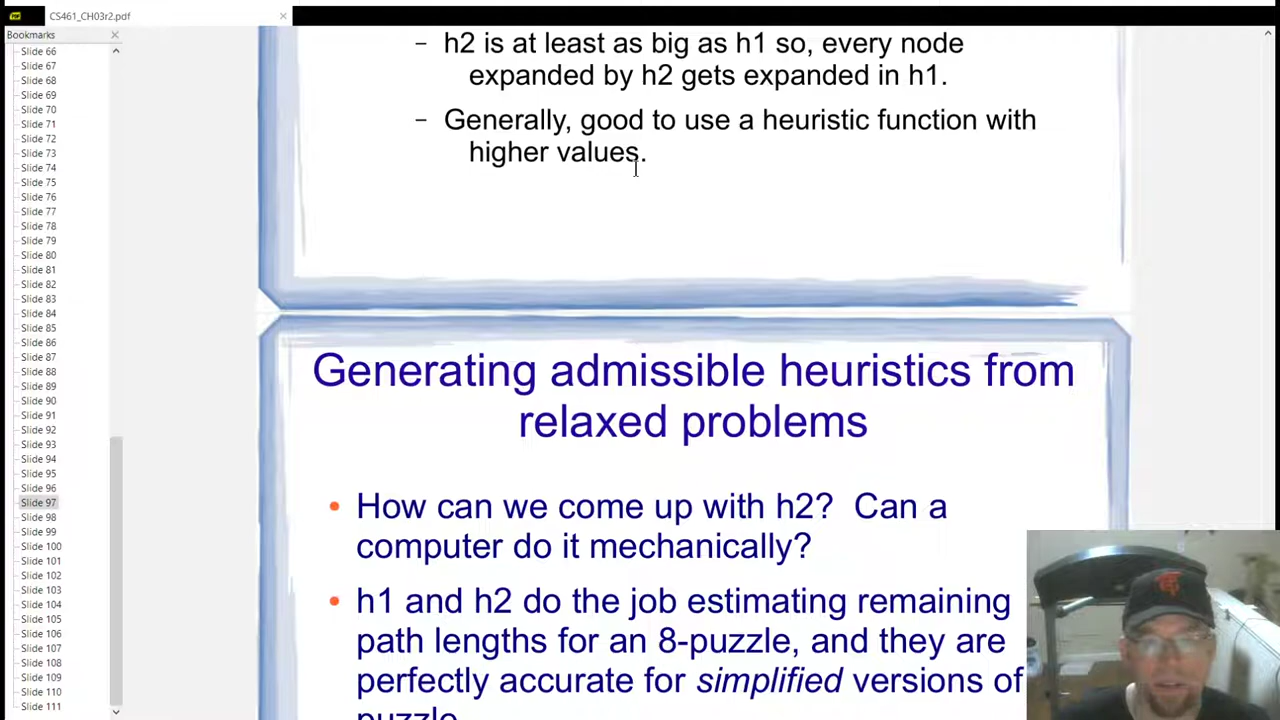 CS461_CH03r2.pdf
Bookmarks
Slide 66
Slide 67
Slide 68
Slide 69
Slide 70
Slide 71
Slide 72
Slide 73
Slide 74
Slide 75
Slide 76
Slide 77
Slide 78
Slide 79
Slide 80
Slide 81
Slide 82
Slide 83
Slide 84
Slide 85
Slide 86
Slide 87
Slide 88
Slide 89
Slide 90
Slide 91
Slide 92
Slide 93
Slide 94
Slide 95
Slide 96
Slide 97
Slide 98
Slide 99
Slide 100
Slide 101
Slide 102
Slide 103
Slide 104
Slide 105
Slide 106
Slide 107
Slide 108
Slide 109
Slide 110
Slide 111
– h2 is at least as big as h1 so, every node
expanded by h2 gets expanded in h1.
– Generally, good to use a heuristic function with
higher values.
Generating admissible heuristics from
relaxed problems
• How can we come up with h2? Can a
computer do it mechanically?
• h1 and h2 do the job estimating remaining
path lengths for an 8-puzzle, and they are
perfectly accurate for simplified versions of
puzzle